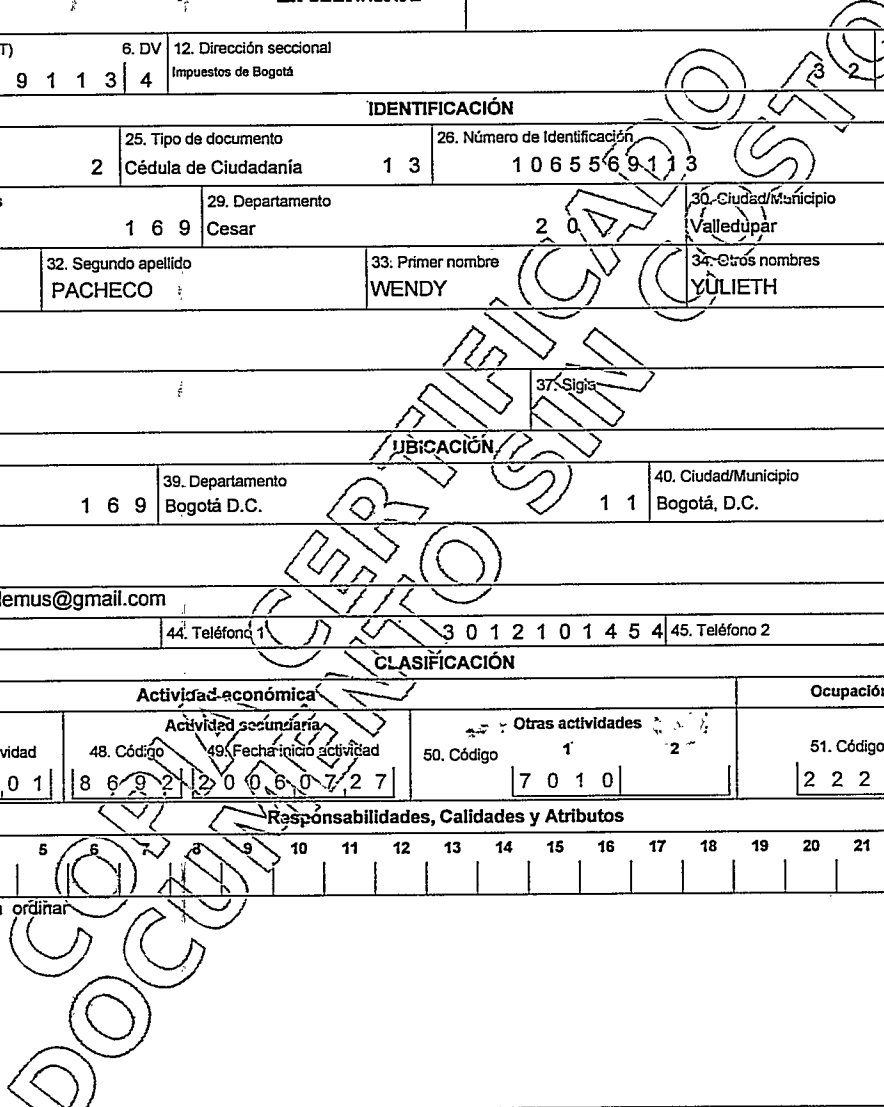 T) 6. DV 12. Dirección seccional
9 1 1 3 4 Impuestos de Bogotá 3 2
IDENTIFICACIÓN
25. Tipo de documento 26. Número de Identificación
2 Cédula de Ciudadanía 1 3 1 0 6 5 5 6 9 1 1 3
29. Departamento 30. Ciudad/Municipio
1 6 9 Cesar 2 0 Valledupar
32. Segundo apellido 33. Primer nombre 34. Otros nombres
PACHECO WENDY YULIETH
37. Sigla
UBICACIÓN
39. Departamento 40. Ciudad/Municipio
1 6 9 Bogotá D.C. 1 1 Bogotá, D.C.
lemus@gmail.com
44. Teléfono 1 3 0 1 2 1 0 1 4 5 4 45. Teléfono 2
CLASIFICACIÓN
Actividad económica Ocupación
Actividad secundaria Otras actividades
vidad 48. Código 49. Fecha inicio actividad 50. Código 1 2 51. Código
0 1 8 6 9 2 2 0 0 6 0 7 2 7 7 0 1 0 2 2 2
Responsabilidades, Calidades y Atributos
5 6 7 8 9 10 11 12 13 14 15 16 17 18 19 20 21
ordinar
COPIA CERTIFICADO
DOCUMENTO SIN COSTO